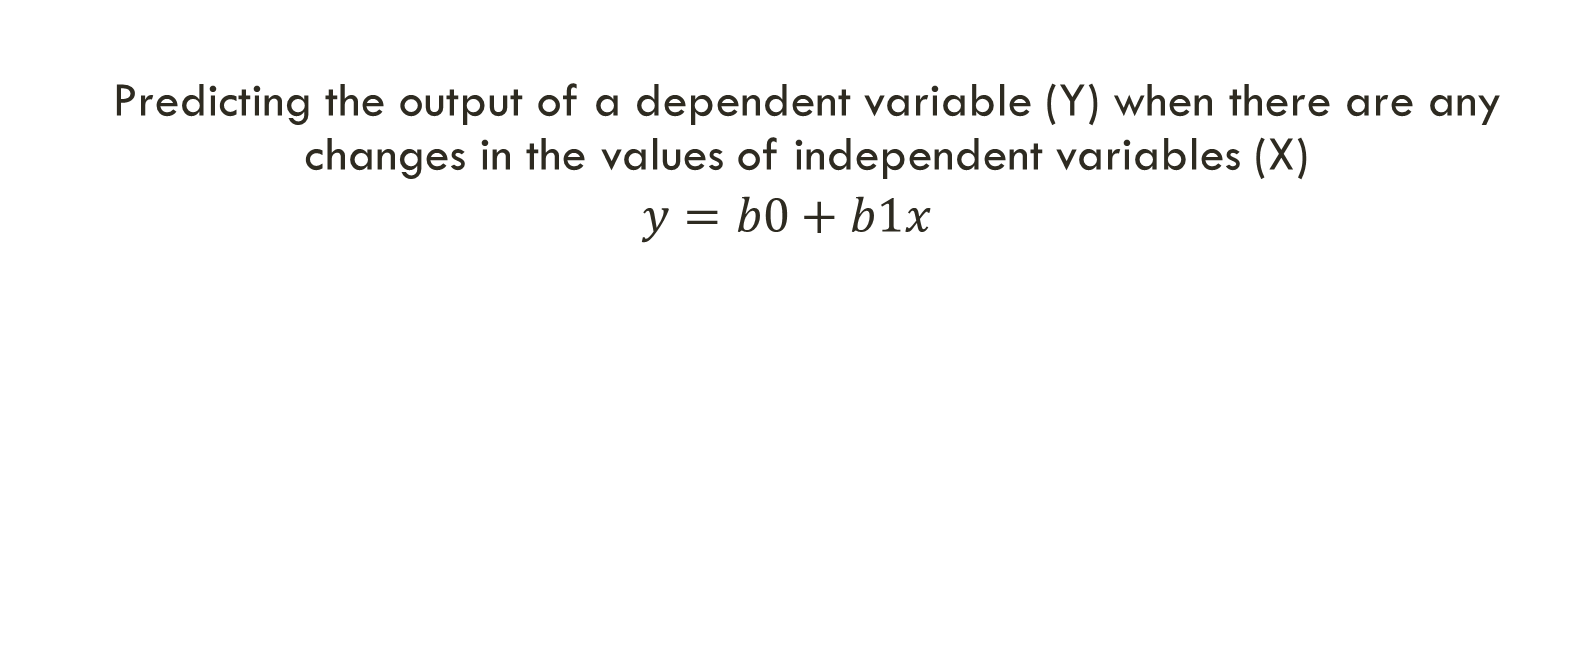 Predicting the output of a dependent variable (Y) when there are any
changes in the values of independent variables (X)
y = b0 + b1x